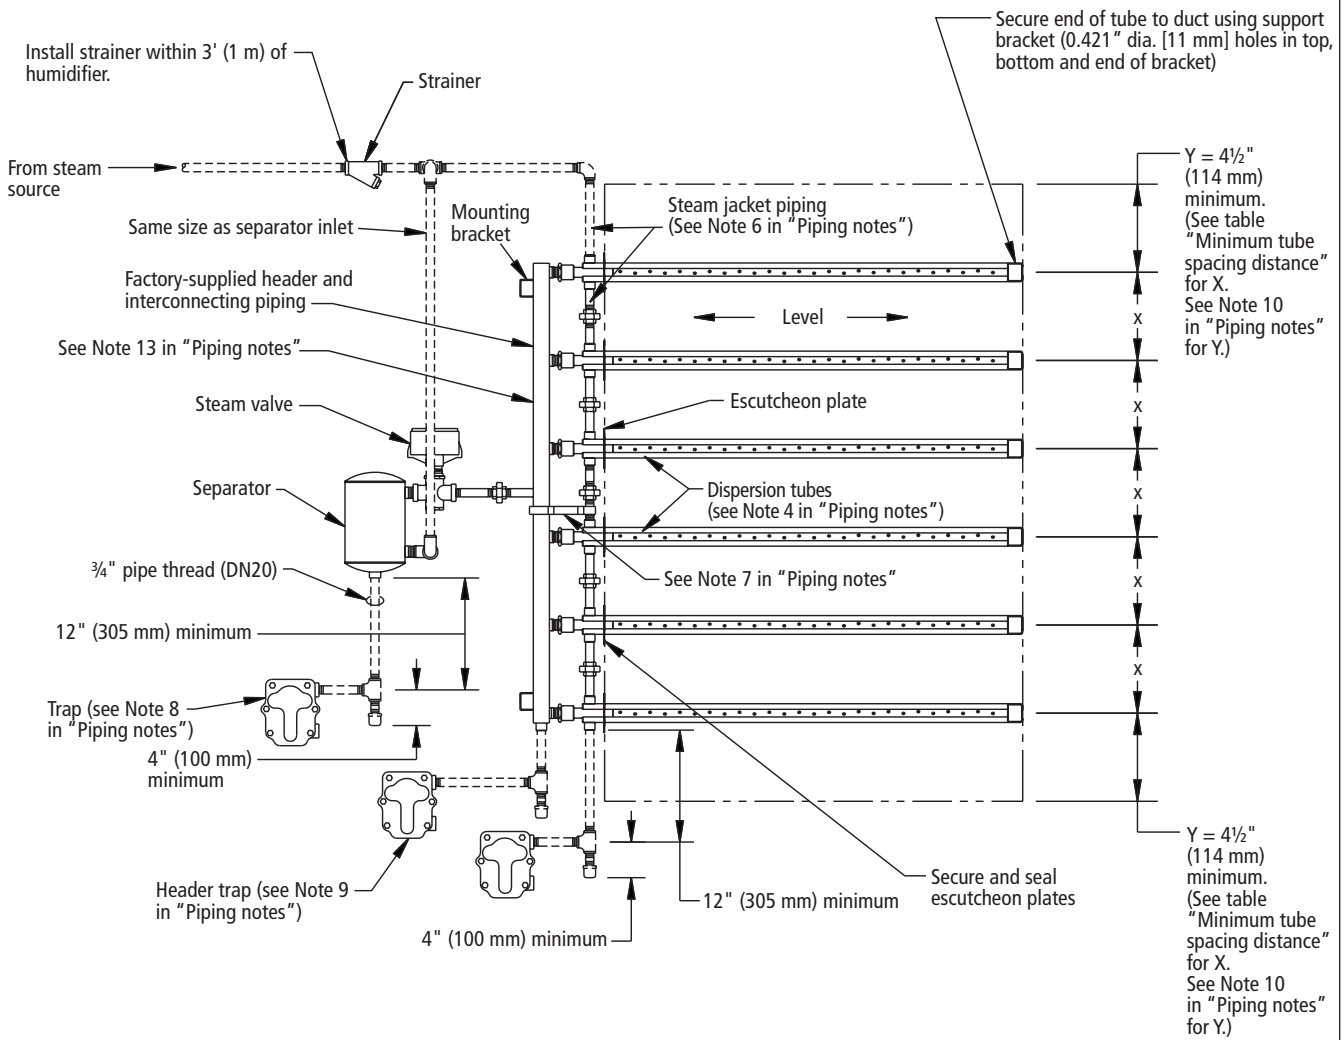 Install strainer within 3' (1 m) of
humidifier.
Strainer
Secure end of tube to duct using support
bracket (0.421” dia. [11 mm] holes in top,
bottom and end of bracket)
From steam
source
Same size as separator inlet
Mounting
bracket
Steam jacket piping
(See Note 6 in “Piping notes”)
Y = 4½"
(114 mm)
minimum.
(See table
“Minimum tube
spacing distance”
for X.
See Note 10
in “Piping notes”
for Y.)
Factory-supplied header and
interconnecting piping
Level
x
See Note 13 in “Piping notes”
Steam valve
Escutcheon plate
x
Separator
Dispersion tubes
(see Note 4 in “Piping notes”)
x
¾" pipe thread (DN20)
See Note 7 in “Piping notes”
x
12" (305 mm) minimum
x
Trap (see Note 8
in “Piping notes”)
4" (100 mm)
minimum
Header trap (see Note 9
in “Piping notes”)
4" (100 mm) minimum
12" (305 mm) minimum
Secure and seal
escutcheon plates
Y = 4½"
(114 mm)
minimum.
(See table
“Minimum tube
spacing distance”
for X.
See Note 10
in “Piping notes”
for Y.)